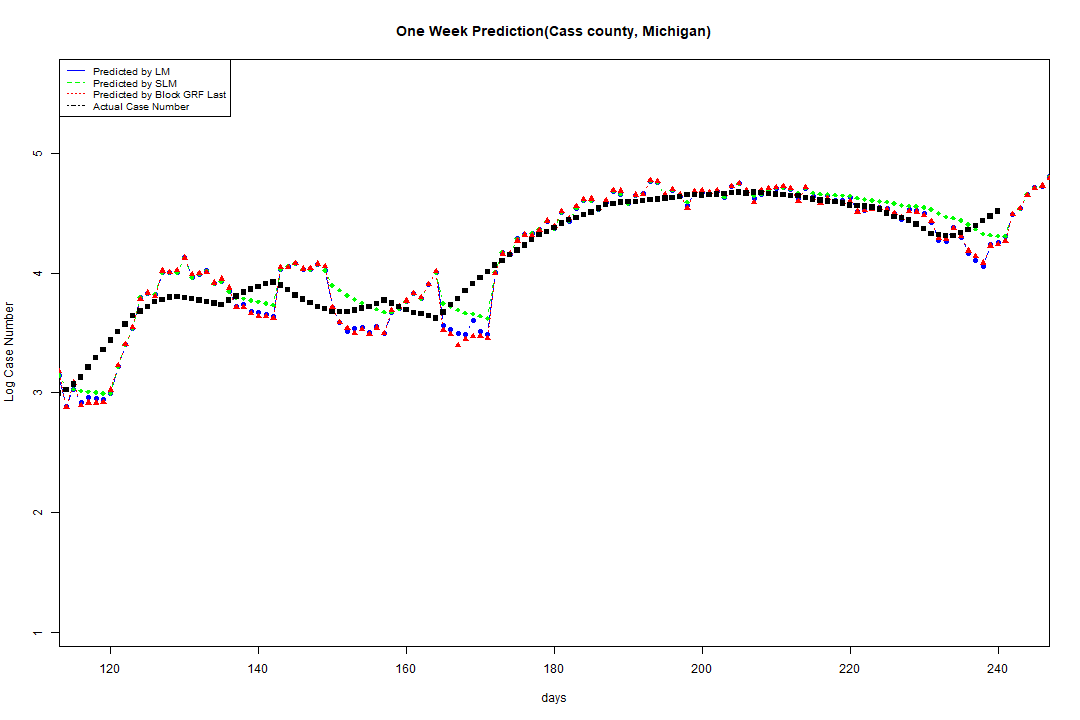 One Week Prediction(Cass county, Michigan)
Predicted by LM
Predicted by SLM
Predicted by Block GRF Last
Actual Case Number
5
4
3
2
1
Log Case Number
120 140 160 180 200 220 240
days